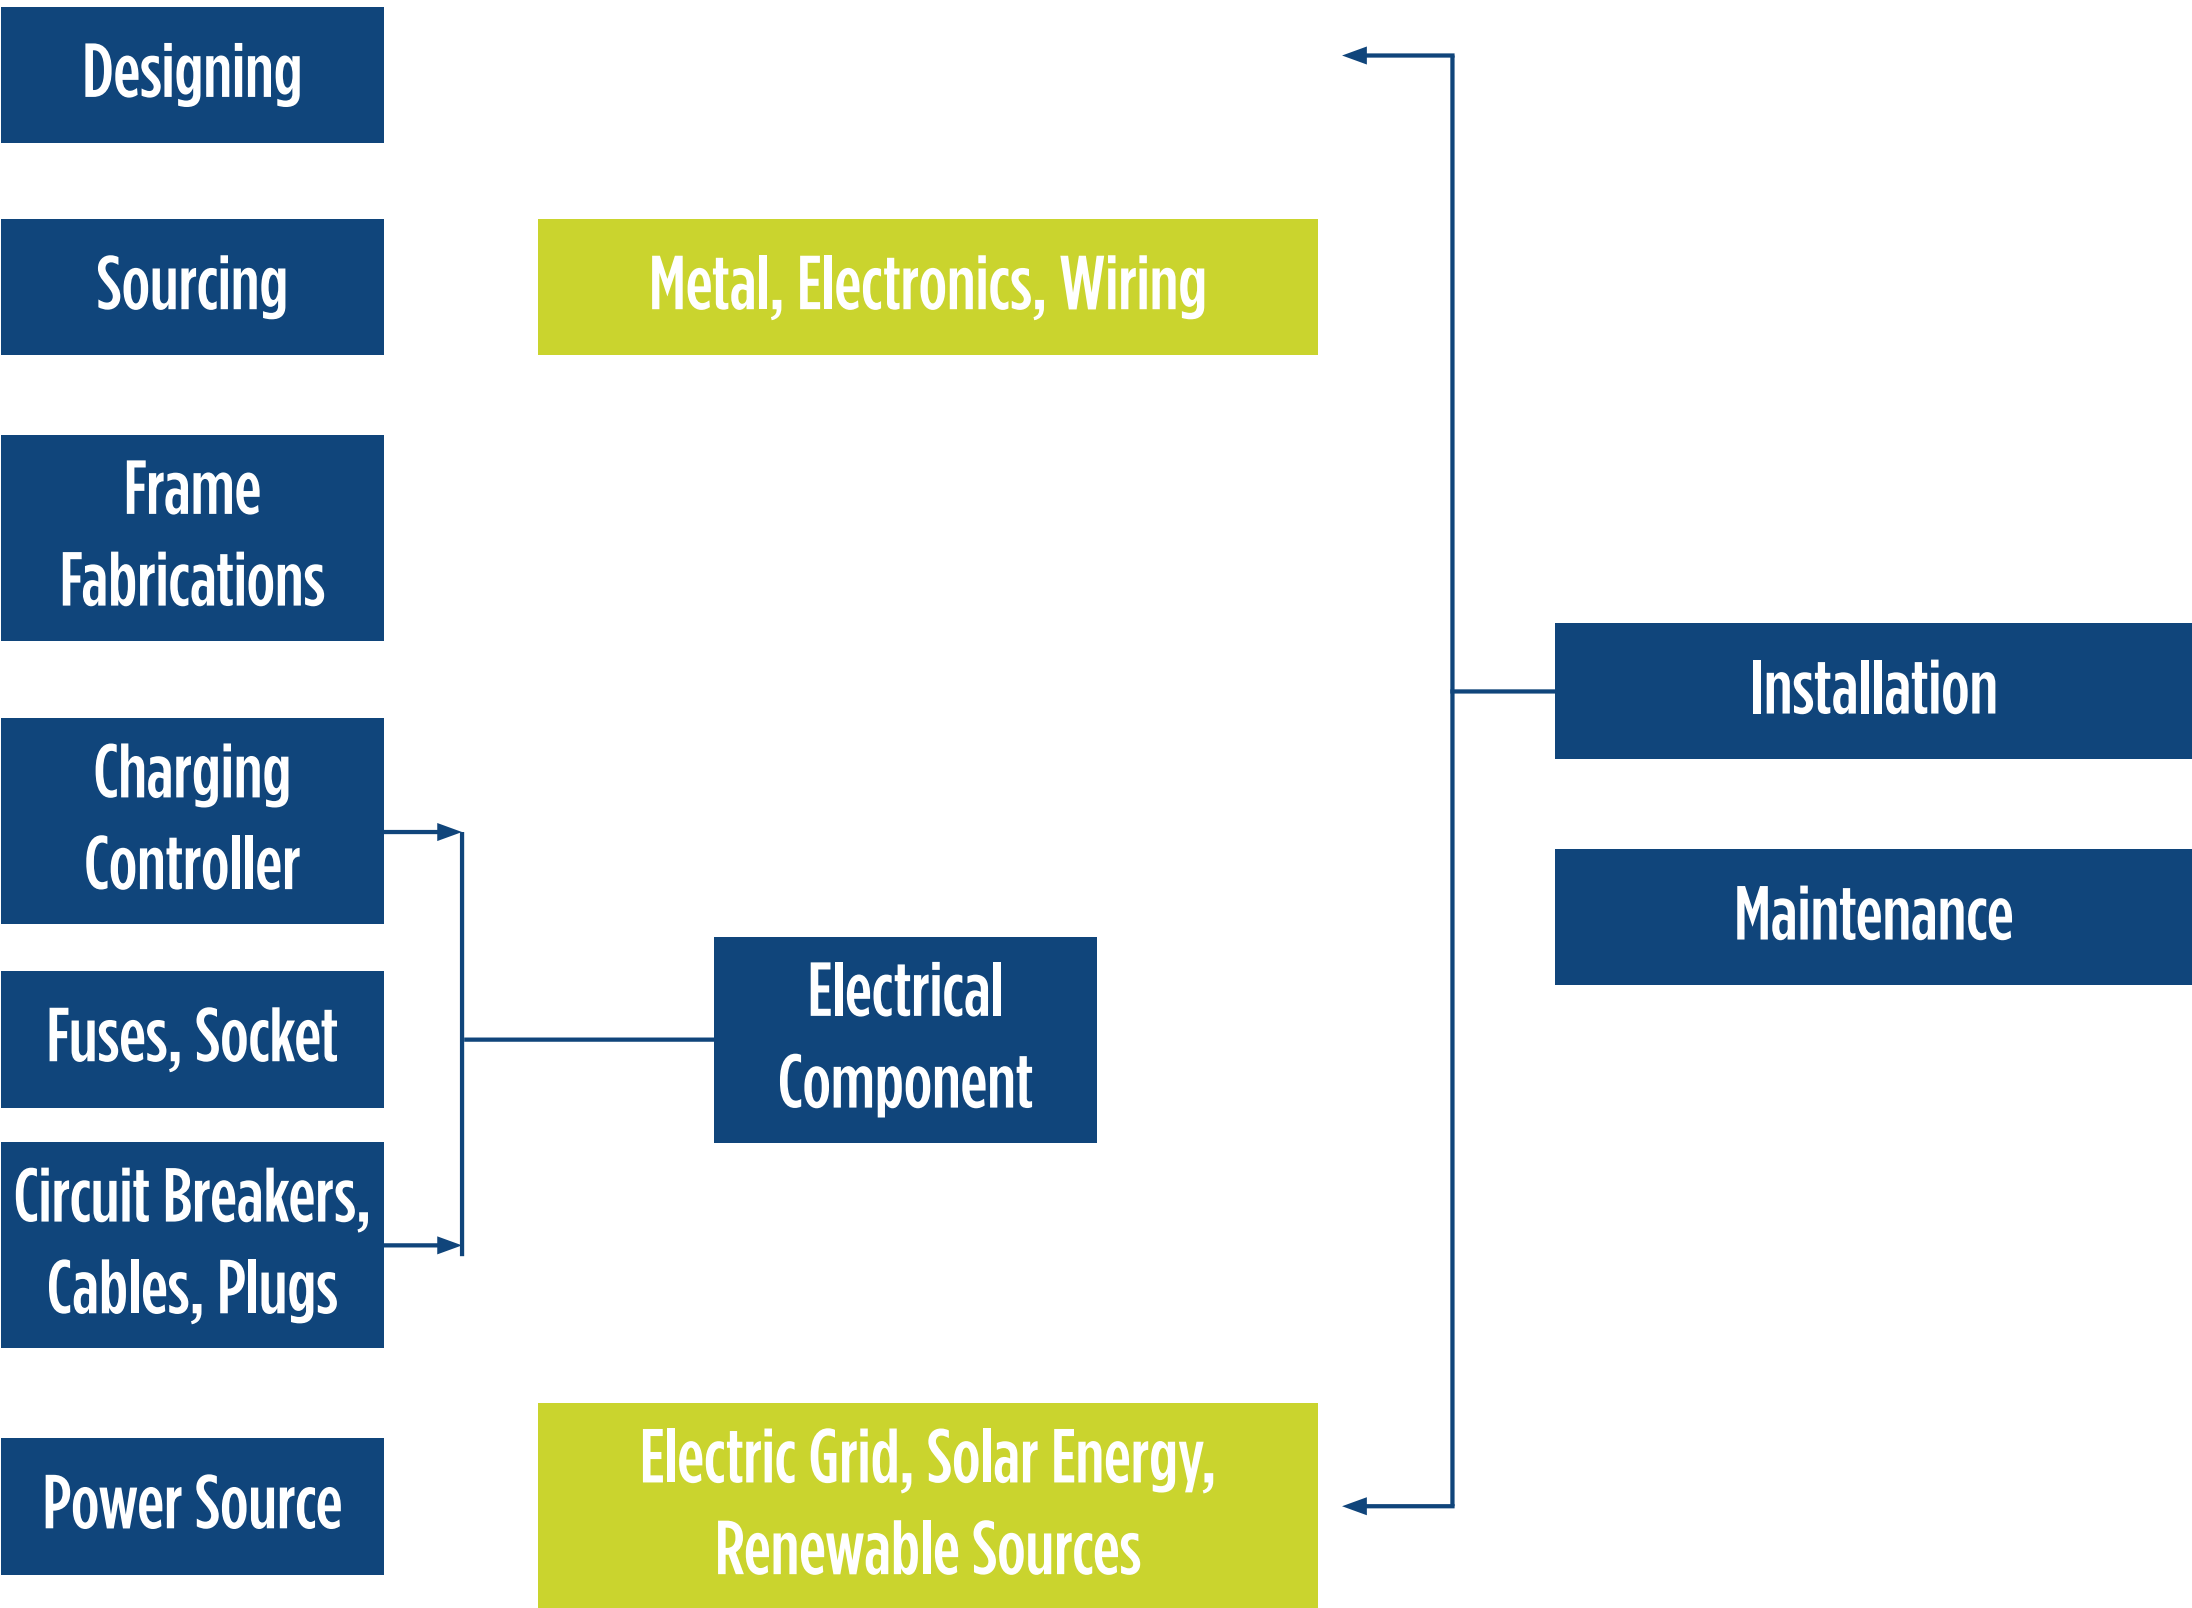 Designing
Sourcing
Metal, Electronics, Wiring
Frame
Fabrications
Installation
Charging
Controller
Maintenance
Electrical
Component
Fuses, Socket
Circuit Breakers,
Cables, Plugs
Power Source
Electric Grid, Solar Energy,
Renewable Sources